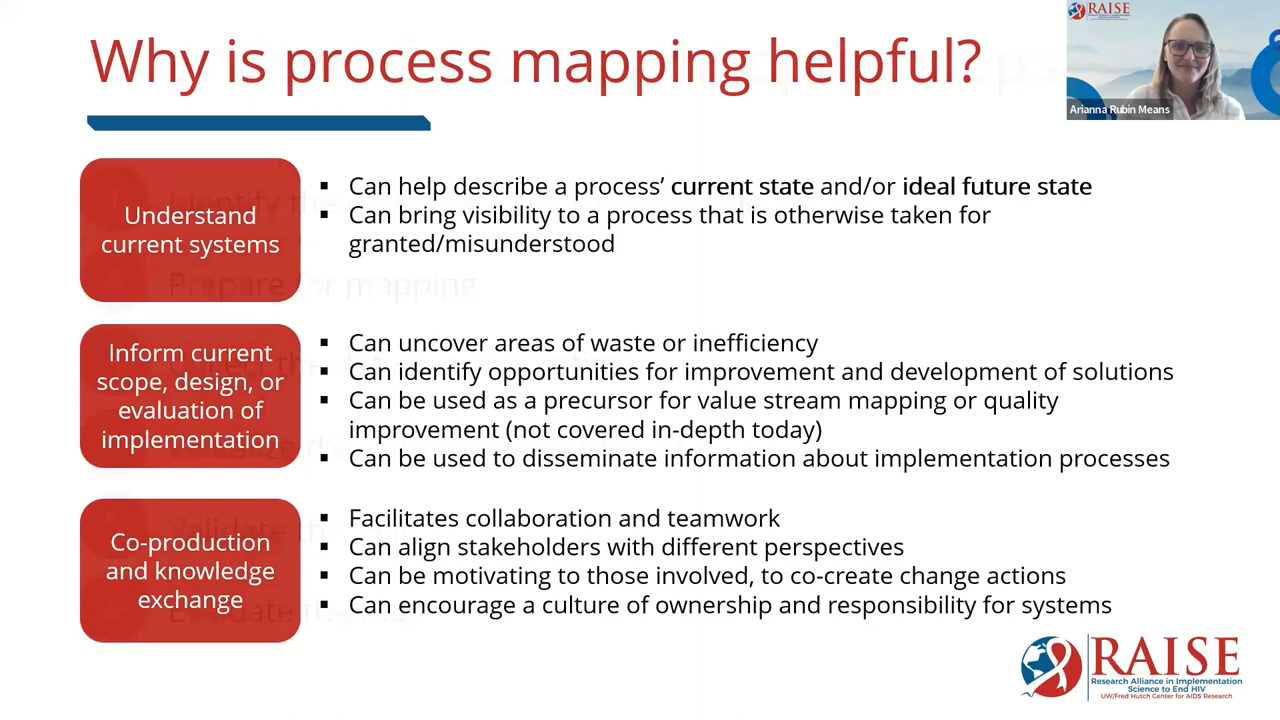 Why is process mapping helpful?
RAISE
Arianna Rubin Means
Understand
current systems
▪ Can help describe a process’ current state and/or ideal future state
▪ Can bring visibility to a process that is otherwise taken for
granted/misunderstood
Prepare for mapping
Inform current
scope, design, or
evaluation of
implementation
▪ Can uncover areas of waste or inefficiency
▪ Can identify opportunities for improvement and development of solutions
▪ Can be used as a precursor for value stream mapping or quality
improvement (not covered in-depth today)
▪ Can be used to disseminate information about implementation processes
Co-production
and knowledge
exchange
▪ Facilitates collaboration and teamwork
▪ Can align stakeholders with different perspectives
▪ Can be motivating to those involved, to co-create change actions
▪ Can encourage a culture of ownership and responsibility for systems
RAISE
Research Alliance in Implementation
Science to End HIV
UW/Fred Hutch Center for AIDS Research